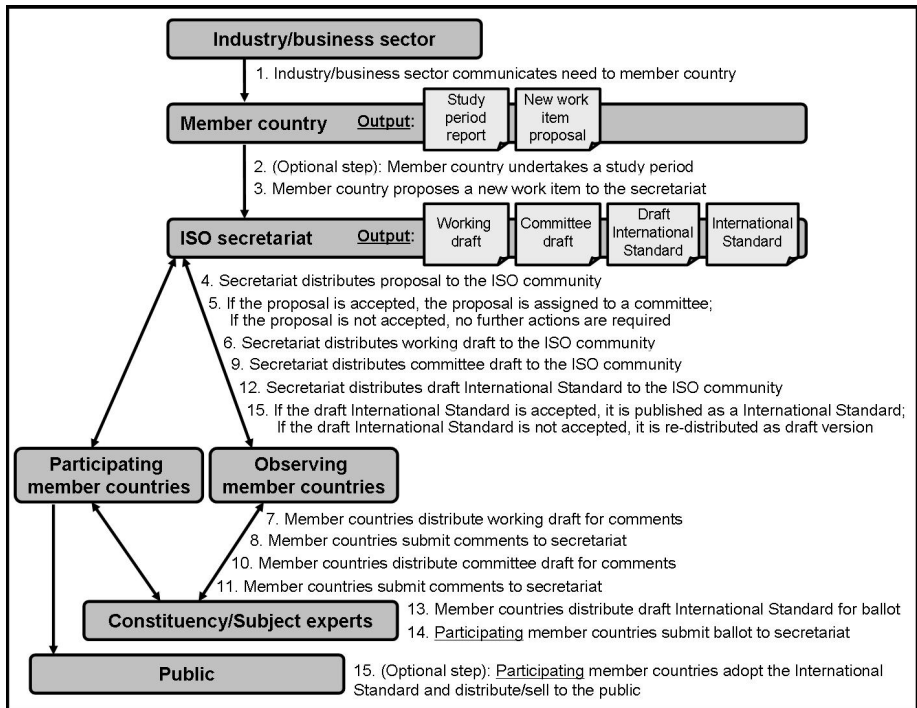 Industry/business sector
1. Industry/business sector communicates need to member country
Member country
Output:
Study
period
report
New work
item
proposal
2. (Optional step): Member country undertakes a study period
3. Member country proposes a new work item to the secretariat
ISO secretariat
Output:
Working
draft
Committee
draft
Draft
International
Standard
International
Standard
4. Secretariat distributes proposal to the ISO community
5. If the proposal is accepted, the proposal is assigned to a committee;
If the proposal is not accepted, no further actions are required
6. Secretariat distributes working draft to the ISO community
9. Secretariat distributes committee draft to the ISO community
12. Secretariat distributes draft International Standard to the ISO community
15. If the draft International Standard is accepted, it is published as a International Standard;
If the draft International Standard is not accepted, it is re-distributed as draft version
Participating
member countries
Observing
member countries
7. Member countries distribute working draft for comments
8. Member countries submit comments to secretariat
10. Member countries distribute committee draft for comments
11. Member countries submit comments to secretariat
Constituency/Subject experts
13. Member countries distribute draft International Standard for ballot
14. Participating member countries submit ballot to secretariat
Public
15. (Optional step): Participating member countries adopt the International
Standard and distribute/sell to the public